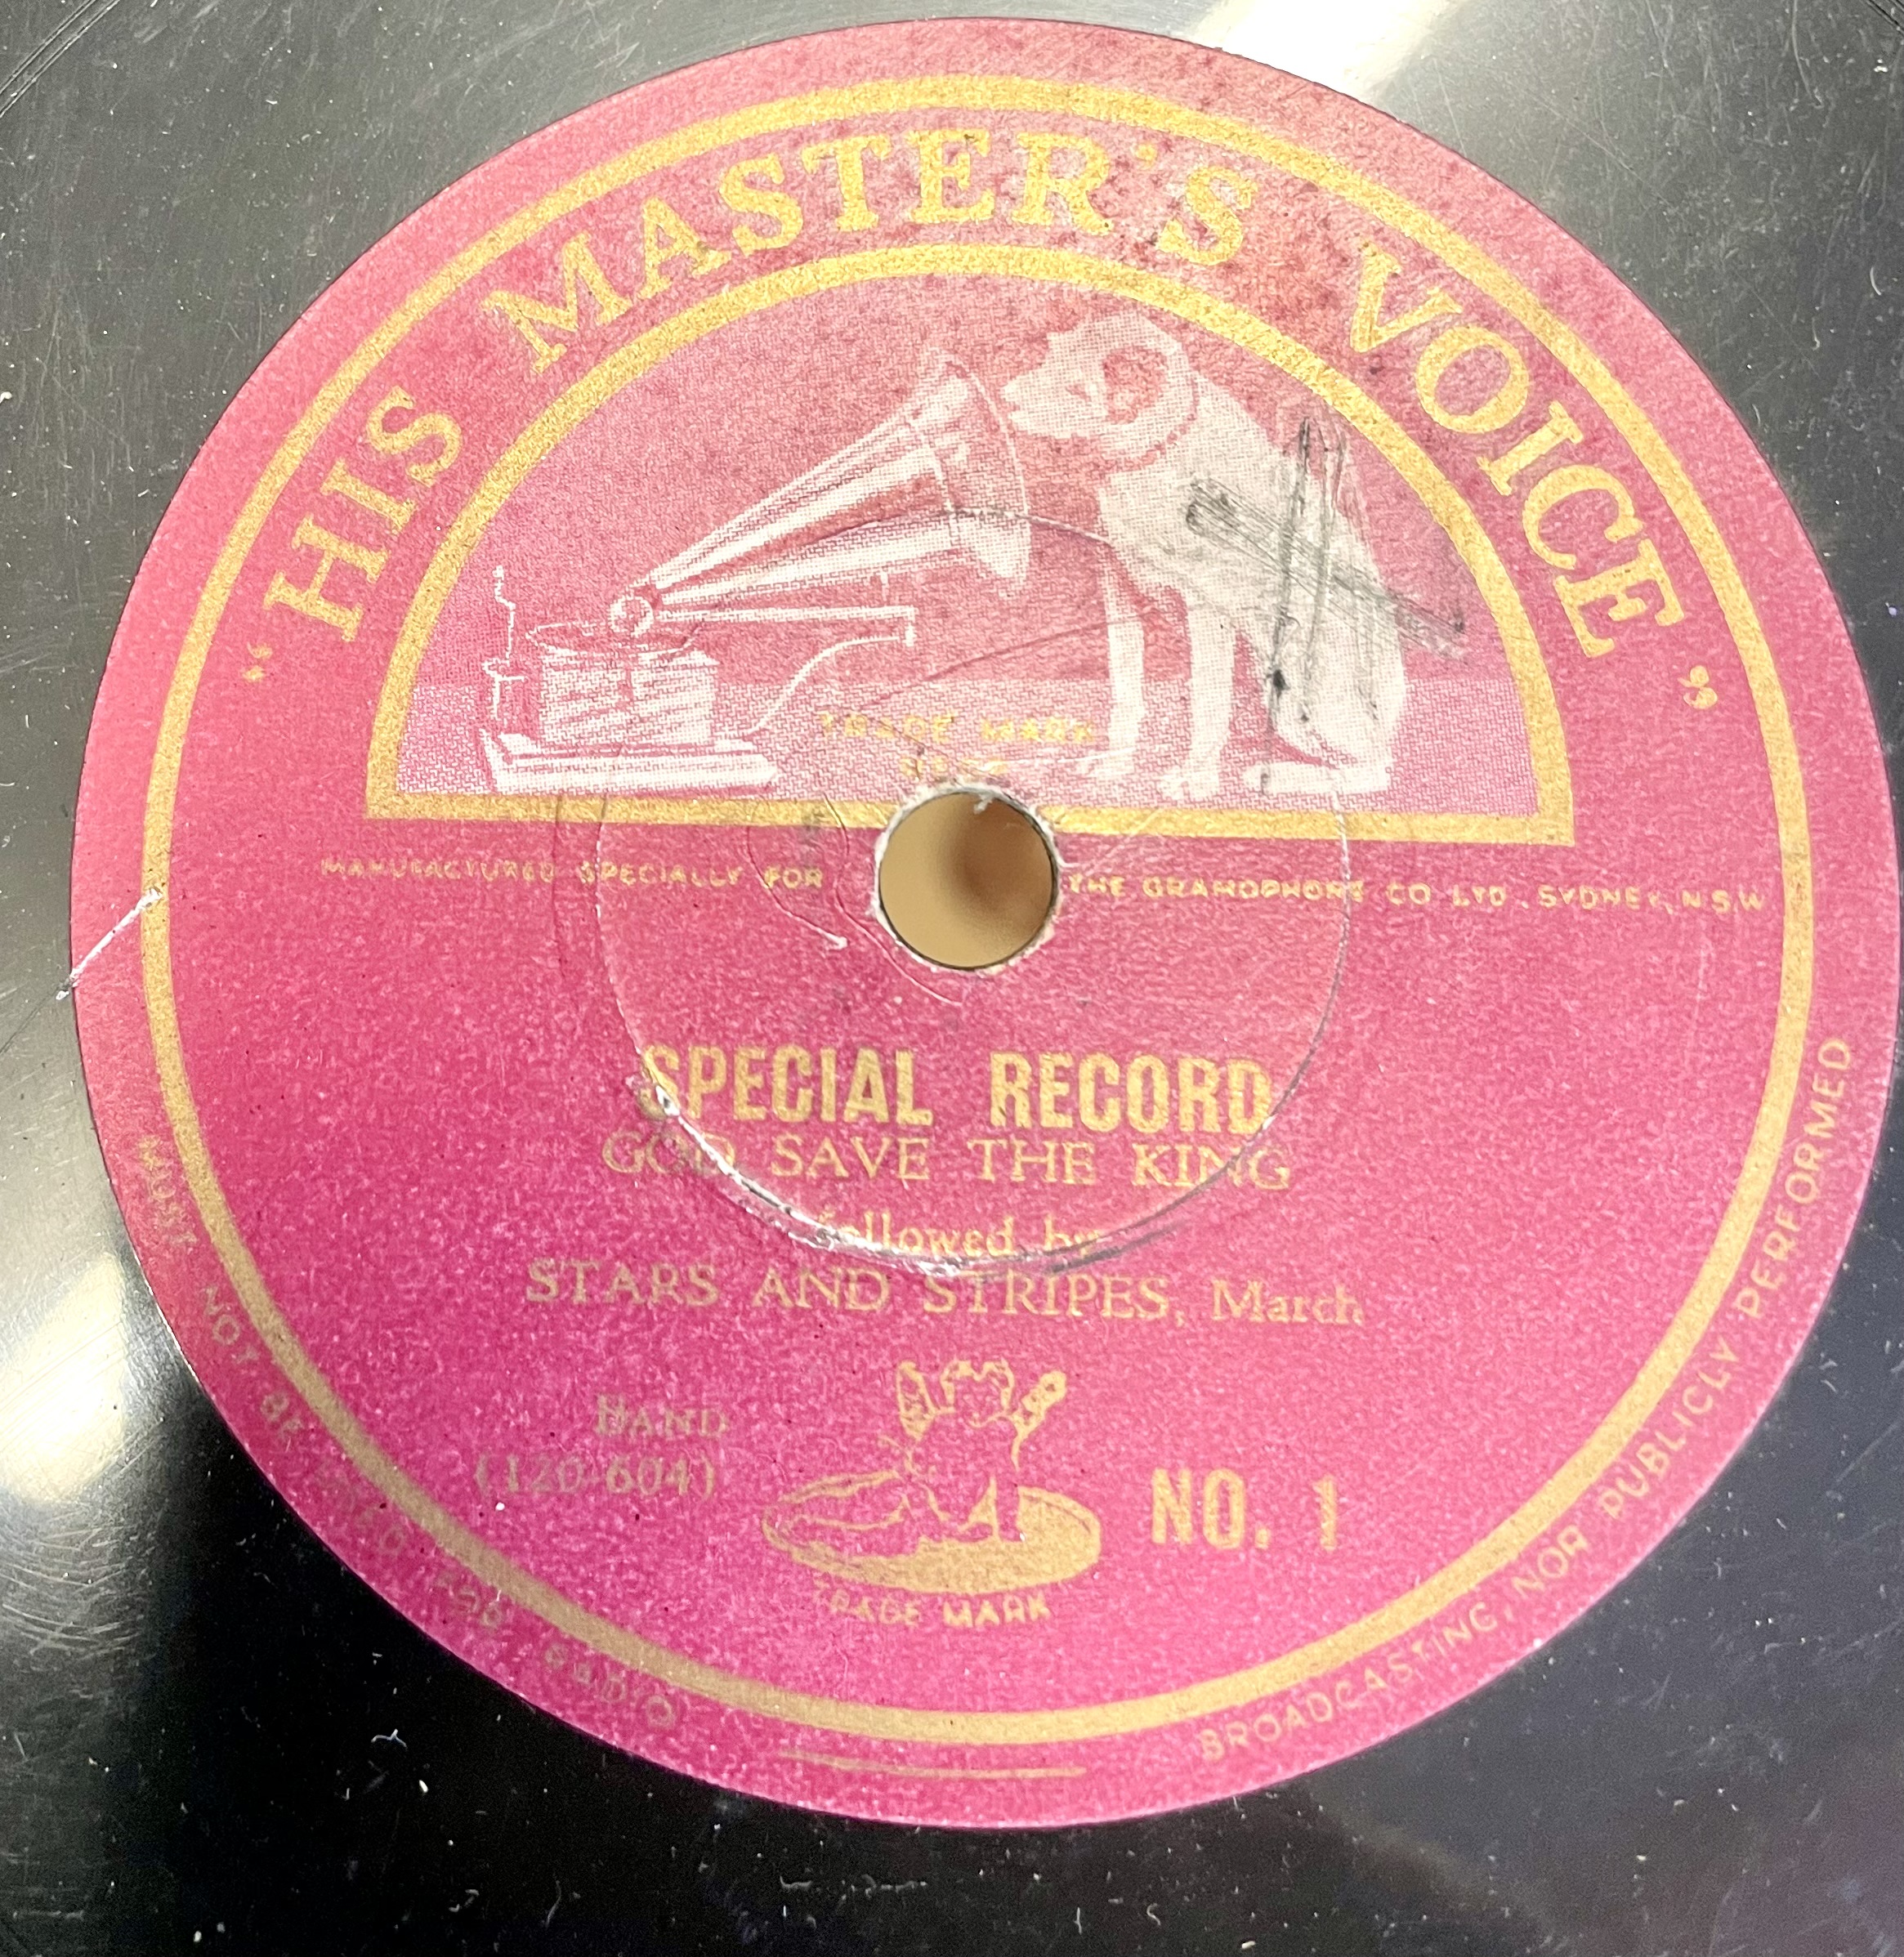 "HIS MASTER'S VOICE"
TRADE MARK
MANUFACTURED SPECIALLY FOR THE GRAMOPHONE CO LTD. SYDNEY, N.S.W
SPECIAL RECORD
GOD SAVE THE KING
followed by
STARS AND STRIPES, March
BAND
(120-604)
NO. 1
TRADE MARK
MUST NOT BE USED FOR RADIO BROADCASTING, NOR PUBLICLY PERFORMED